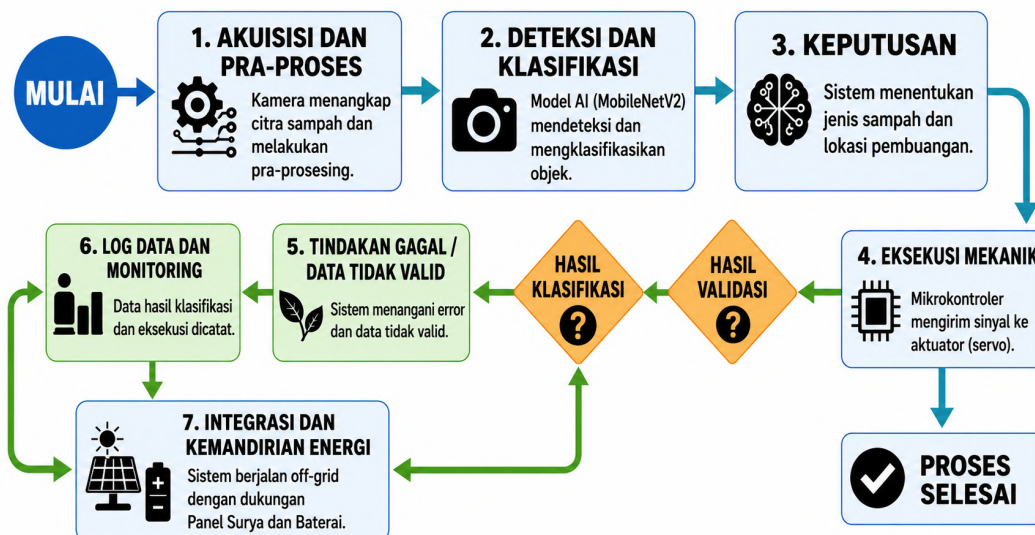 MULAI
1. AKUISISI DAN
PRA-PROSES
Kamera menangkap
citra sampah dan
melakukan
pra-prosesing.
2. DETEKSI DAN
KLASIFIKASI
Model AI (MobileNetV2)
mendeteksi dan
mengklasifikasikan
objek.
3. KEPUTUSAN
Sistem menentukan
jenis sampah dan
lokasi pembuangan.
4. EKSEKUSI MEKANIK
Mikrokontroler
mengirim sinyal ke
aktuator (servo).
HASIL
VALIDASI
?
HASIL
KLASIFIKASI
?
5. TINDAKAN GAGAL /
DATA TIDAK VALID
Sistem menangani error
dan data tidak valid.
6. LOG DATA DAN
MONITORING
Data hasil klasifikasi
dan eksekusi dicatat.
7. INTEGRASI DAN
KEMANDIRIAN ENERGI
Sistem berjalan off-grid
dengan dukungan
Panel Surya dan Baterai.
PROSES
SELESAI